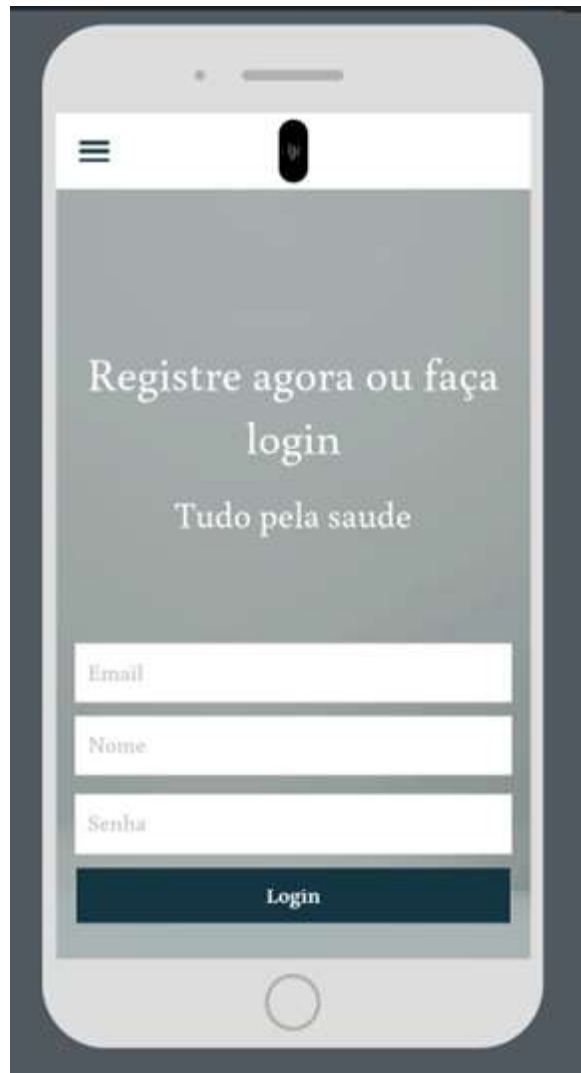 Registre agora ou faça
login
Tudo pela saude
Email
Nome
Senha
Login